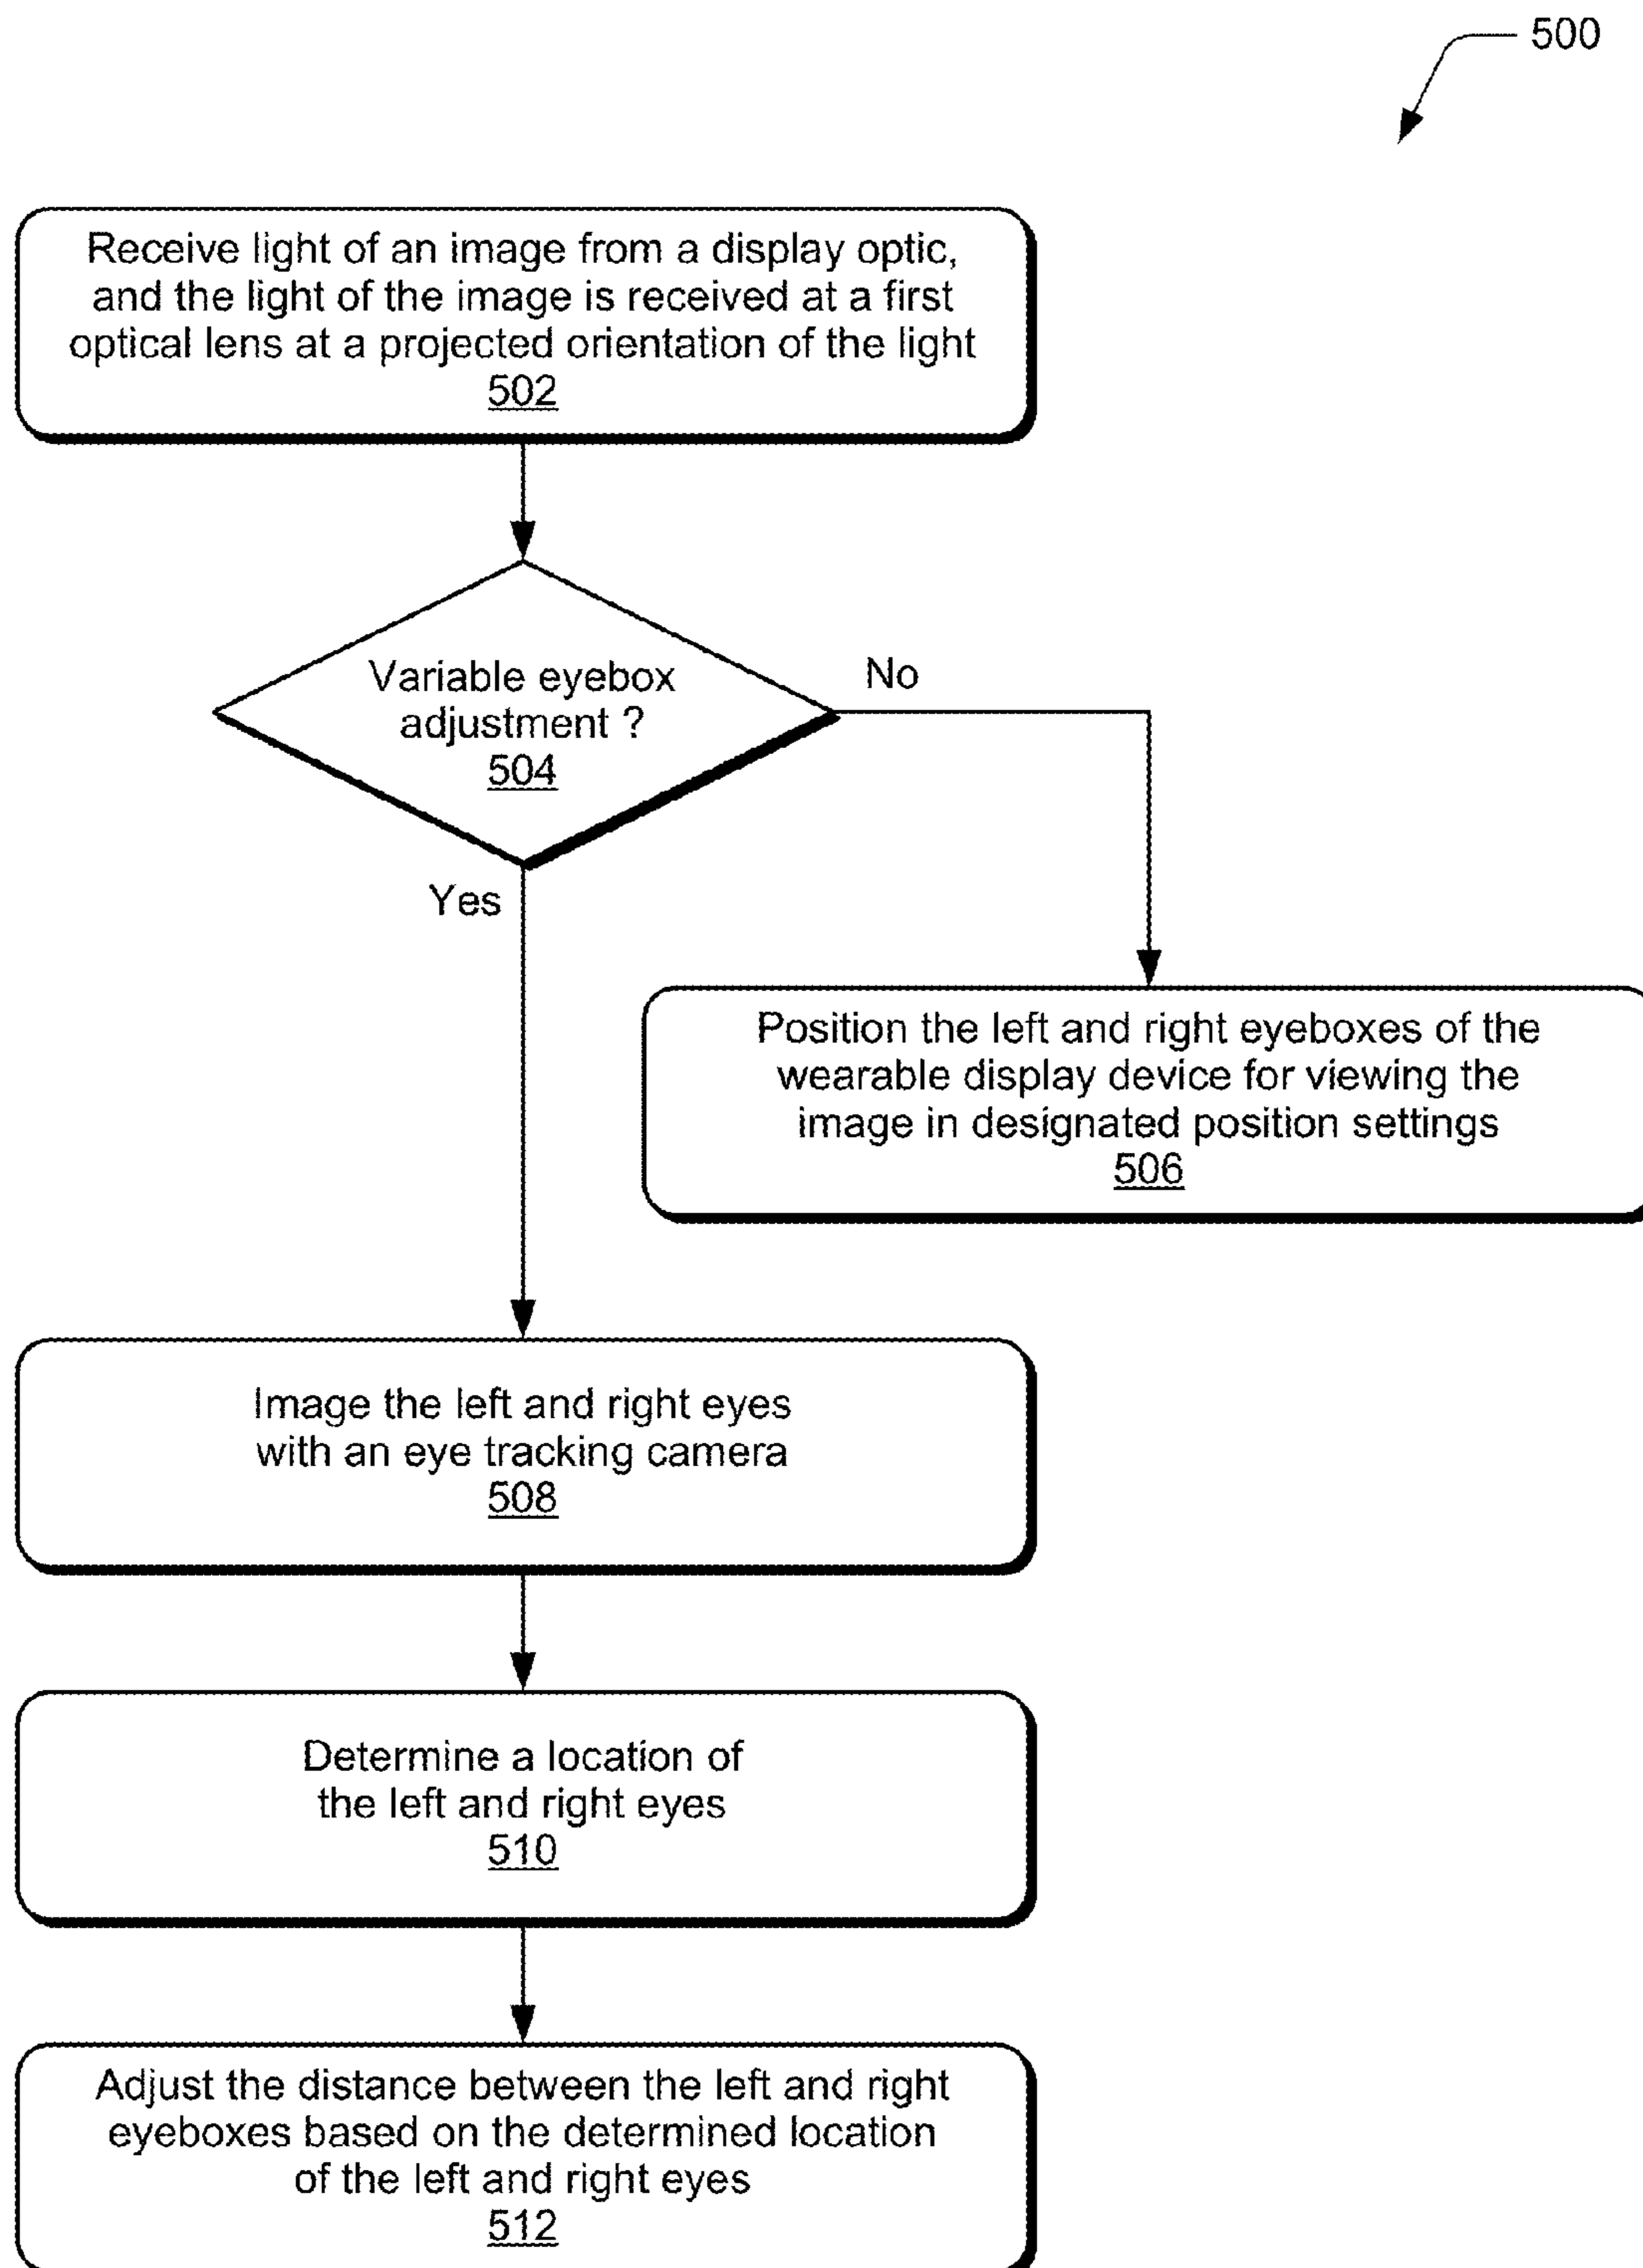 500
Receive light of an image from a display optic,
and the light of the image is received at a first
optical lens at a projected orientation of the light
502
Variable eyebox
adjustment ?
504
No
Yes
Position the left and right eyeboxes of the
wearable display device for viewing the
image in designated position settings
506
Image the left and right eyes
with an eye tracking camera
508
Determine a location of
the left and right eyes
510
Adjust the distance between the left and right
eyeboxes based on the determined location
of the left and right eyes
512